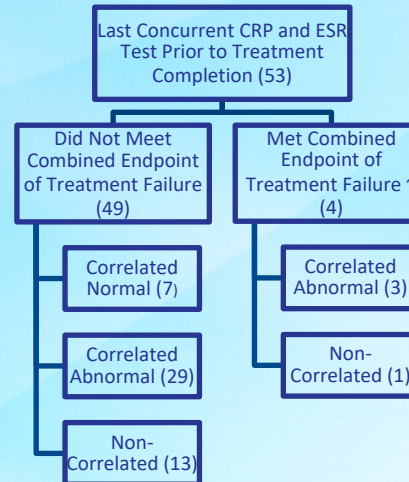 Last Concurrent CRP and ESR
Test Prior to Treatment
Completion (53)
Did Not Meet
Combined Endpoint
of Treatment Failure
(49)
Met Combined
Endpoint of
Treatment Failure
(4)
Correlated
Normal (7)
Correlated
Abnormal (29)
Non-
Correlated (13)
Correlated
Abnormal (3)
Non-
Correlated (1)